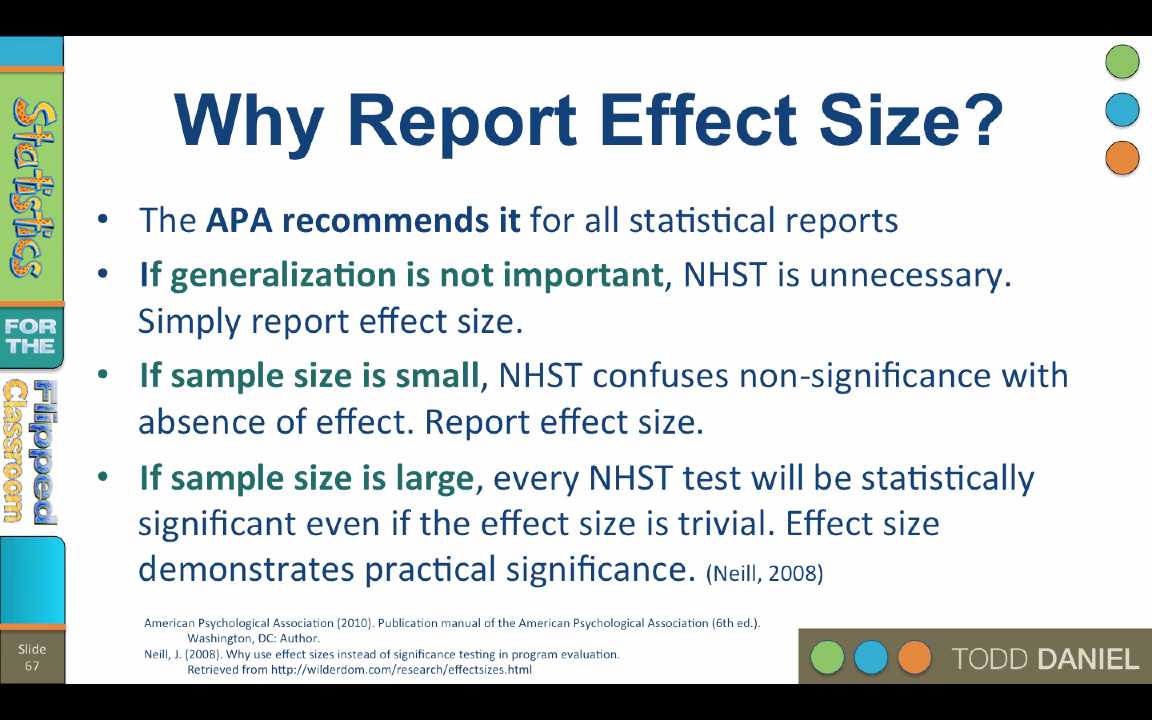 Why Report Effect Size?
• The APA recommends it for all statistical reports
• If generalization is not important, NHST is unnecessary.
Simply report effect size.
• If sample size is small, NHST confuses non-significance with
absence of effect. Report effect size.
• If sample size is large, every NHST test will be statistically
significant even if the effect size is trivial. Effect size
demonstrates practical significance. (Neill, 2008)
American Psychological Association (2010). Publication manual of the American Psychological Association (6th ed.).
Washington, DC: Author.
Neill, J. (2008). Why use effect sizes instead of significance testing in program evaluation.
Retrieved from http://wilderdom.com/research/effectsizes.html
Statistics
FOR
THE
Flipped
Classroom
Slide
67
TODD DANIEL